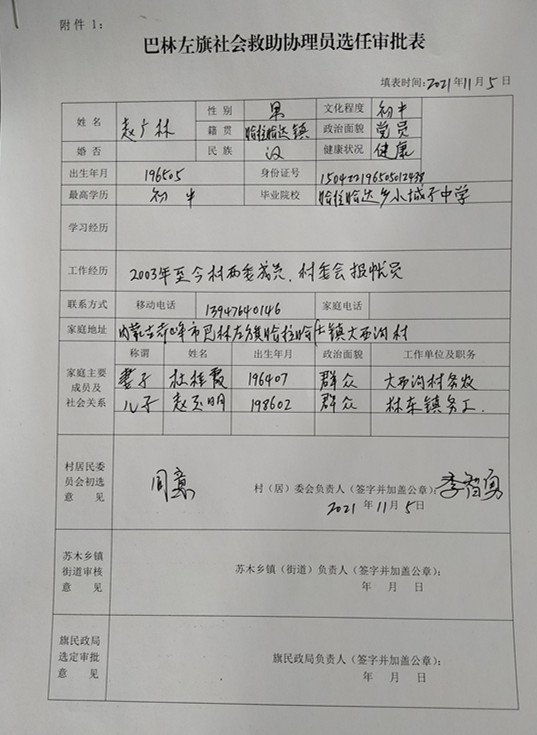 附件 1：
巴林左旗社会救助协理员选任审批表
填表时间：2021年11月5日
姓名 赵广林 性别 男 文化程度 初中
籍贯 哈拉哈达镇 政治面貌 党员
婚否 民族 汉 健康状况 健康
出生年月 196505 身份证号 150422196505012438
最高学历 初中 毕业院校 哈拉哈达乡小城子中学
学习经历
工作经历 2003年至今村两委成员、村委会报忧员
联系方式 移动电话 13947640146 家庭电话
家庭地址 内蒙古赤峰市巴林左旗哈拉哈达镇大西沟村
家庭主要成员及社会关系 称谓 姓名 出生年月 政治面貌 工作单位及职务
妻子 杜桂霞 196407 群众 大西沟村务农
儿子 赵玉明 198602 群众 林东镇务工.
村居民委员会初选意见 同意 村（居）委会负责人（签字并加盖公章）： 李智勇
2021年11月5日
苏木乡镇街道审核意见 苏木乡镇（街道）负责人（签字并加盖公章）：
年 月 日
旗民政局选定审批意见 旗民政局负责人（签字并加盖公章）：
年 月 日